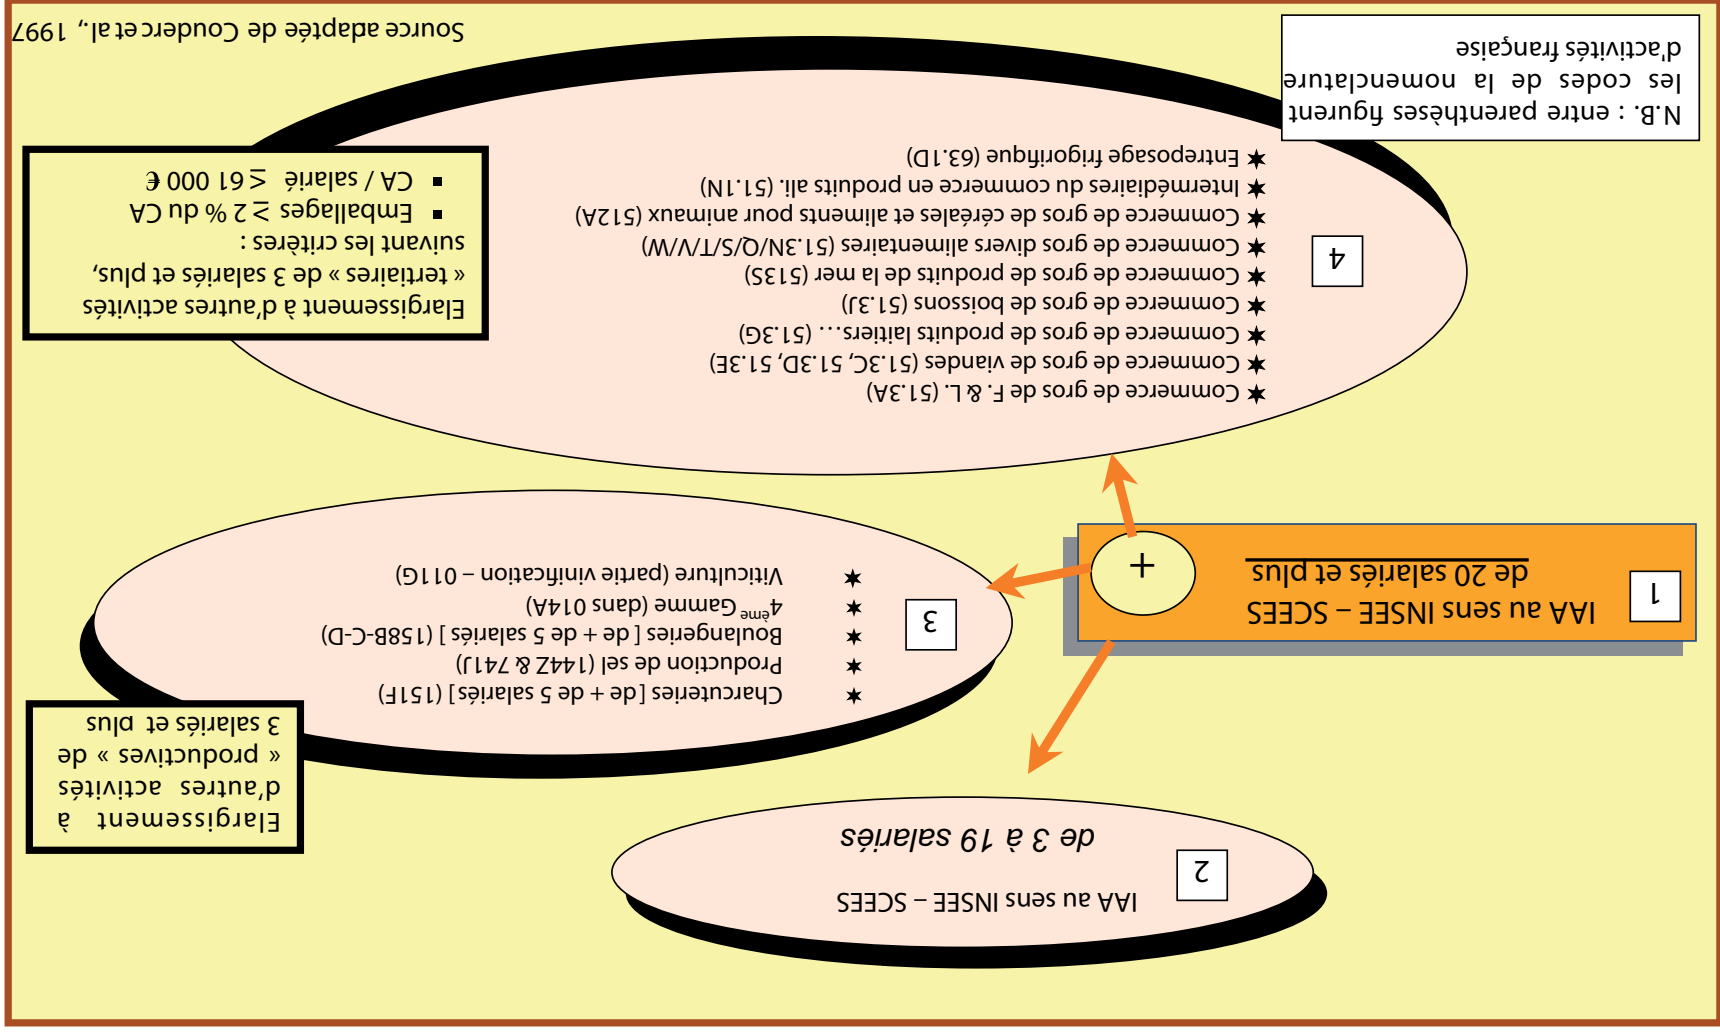 2
IAA au sens INSEE – SCEES
de 3 à 19 salariés
Elargissement à
d'autres activités
« productives » de
3 salariés et plus
1
IAA au sens INSEE – SCEES
de 20 salariés et plus
+
3
✶ Charcuteries [ de + de 5 salariés] (151F)
✶ Production de sel (144Z & 741J)
✶ Boulangeries [ de + de 5 salariés ] (158B-C-D)
✶ 4ème Gamme (dans 014A)
✶ Viticulture (partie vinification – 011G)
4
✶ Commerce de gros de F. & L. (51.3A)
✶ Commerce de gros de viandes (51.3C, 51.3D, 51.3E)
✶ Commerce de gros de produits laitiers… (51.3G)
✶ Commerce de gros de boissons (51.3J)
✶ Commerce de gros de produits de la mer (513S)
✶ Commerce de gros divers alimentaires (51.3N/Q/S/T/V/W)
✶ Commerce de gros de céréales et aliments pour animaux (512A)
✶ Intermédiaires du commerce en produits ali. (51.1N)
✶ Entreposage frigorifique (63.1D)
Elargissement à d'autres activités
« tertiaires » de 3 salariés et plus,
suivant les critères :
▪ Emballages ≥ 2 % du CA
▪ CA / salarié ≥ 61 000 €
N.B. : entre parenthèses figurent
les codes de la nomenclature
d'activités française
Source adaptée de Couderc et al., 1997